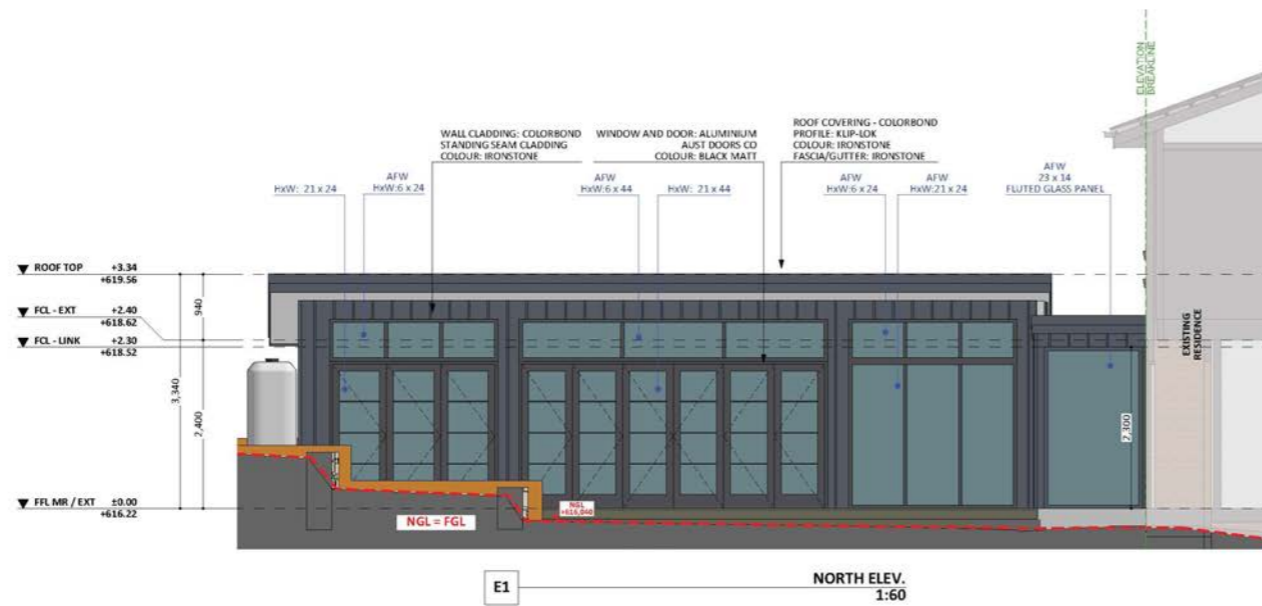 ELEVATION
BREAKLINE
WALL CLADDING: COLORBOND
STANDING SEAM CLADDING
COLOUR: IRONSTONE
WINDOW AND DOOR: ALUMINIUM
AUST DOORS CO
COLOUR: BLACK MATT
ROOF COVERING - COLORBOND
PROFILE: KLIP-LOK
COLOUR: IRONSTONE
FASCIA/GUTTER: IRONSTONE
HxW: 21 x 24
AFW
HxW:6 x 24
AFW
HxW:6 x 44
HxW: 21 x 44
AFW
HxW:6 x 24
AFW
HxW:21 x 24
AFW
23 x 14
FLUTED GLASS PANEL
ROOF TOP +3.34
+619.56
FCL - EXT +2.40
+618.62
FCL - LINK +2.30
+618.52
940
3,340
2,400
EXISTING
RESIDENCE
2,300
FFL MR / EXT ±0.00
+616.22
NGL = FGL
NGL
+616,040
E1
NORTH ELEV.
1:60